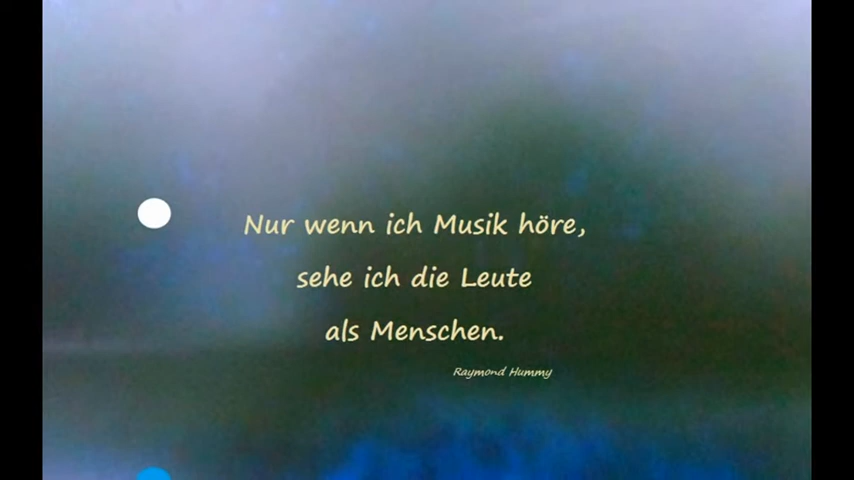 Nur wenn ich Musik höre,
sehe ich die Leute
als Menschen.
Raymond Hummy